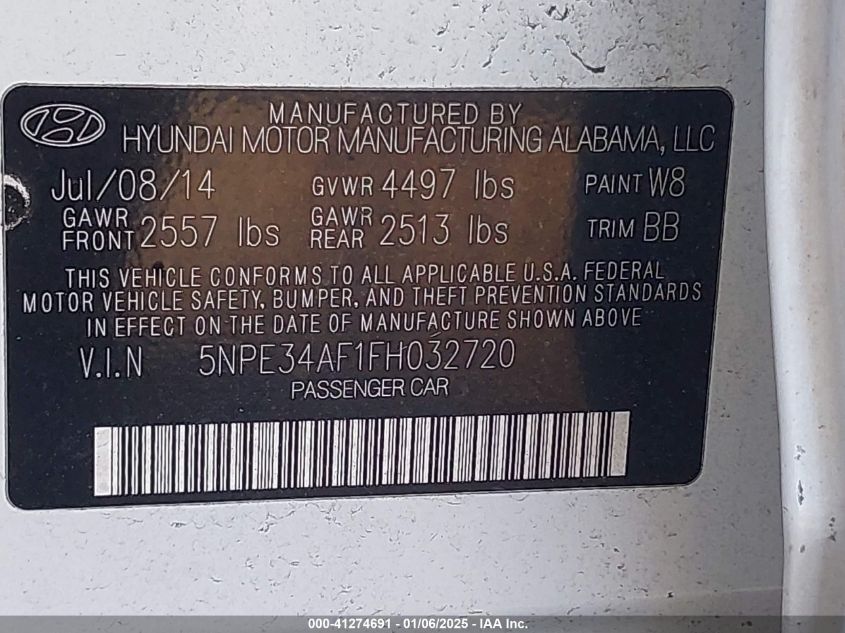 MANUFACTURED BY
HYUNDAI MOTOR MANUFACTURING ALABAMA, LLC
Jul/08/14 GVWR 4497 lbs PAINT W8
GAWR FRONT 2557 lbs GAWR REAR 2513 lbs TRIM BB
THIS VEHICLE CONFORMS TO ALL APPLICABLE U.S.A. FEDERAL
MOTOR VEHICLE SAFETY, BUMPER, AND THEFT PREVENTION STANDARDS
IN EFFECT ON THE DATE OF MANUFACTURE SHOWN ABOVE
V.I.N 5NPE34AF1FH032720
PASSENGER CAR
000-41274691 - 01/06/2025 - IAA Inc.